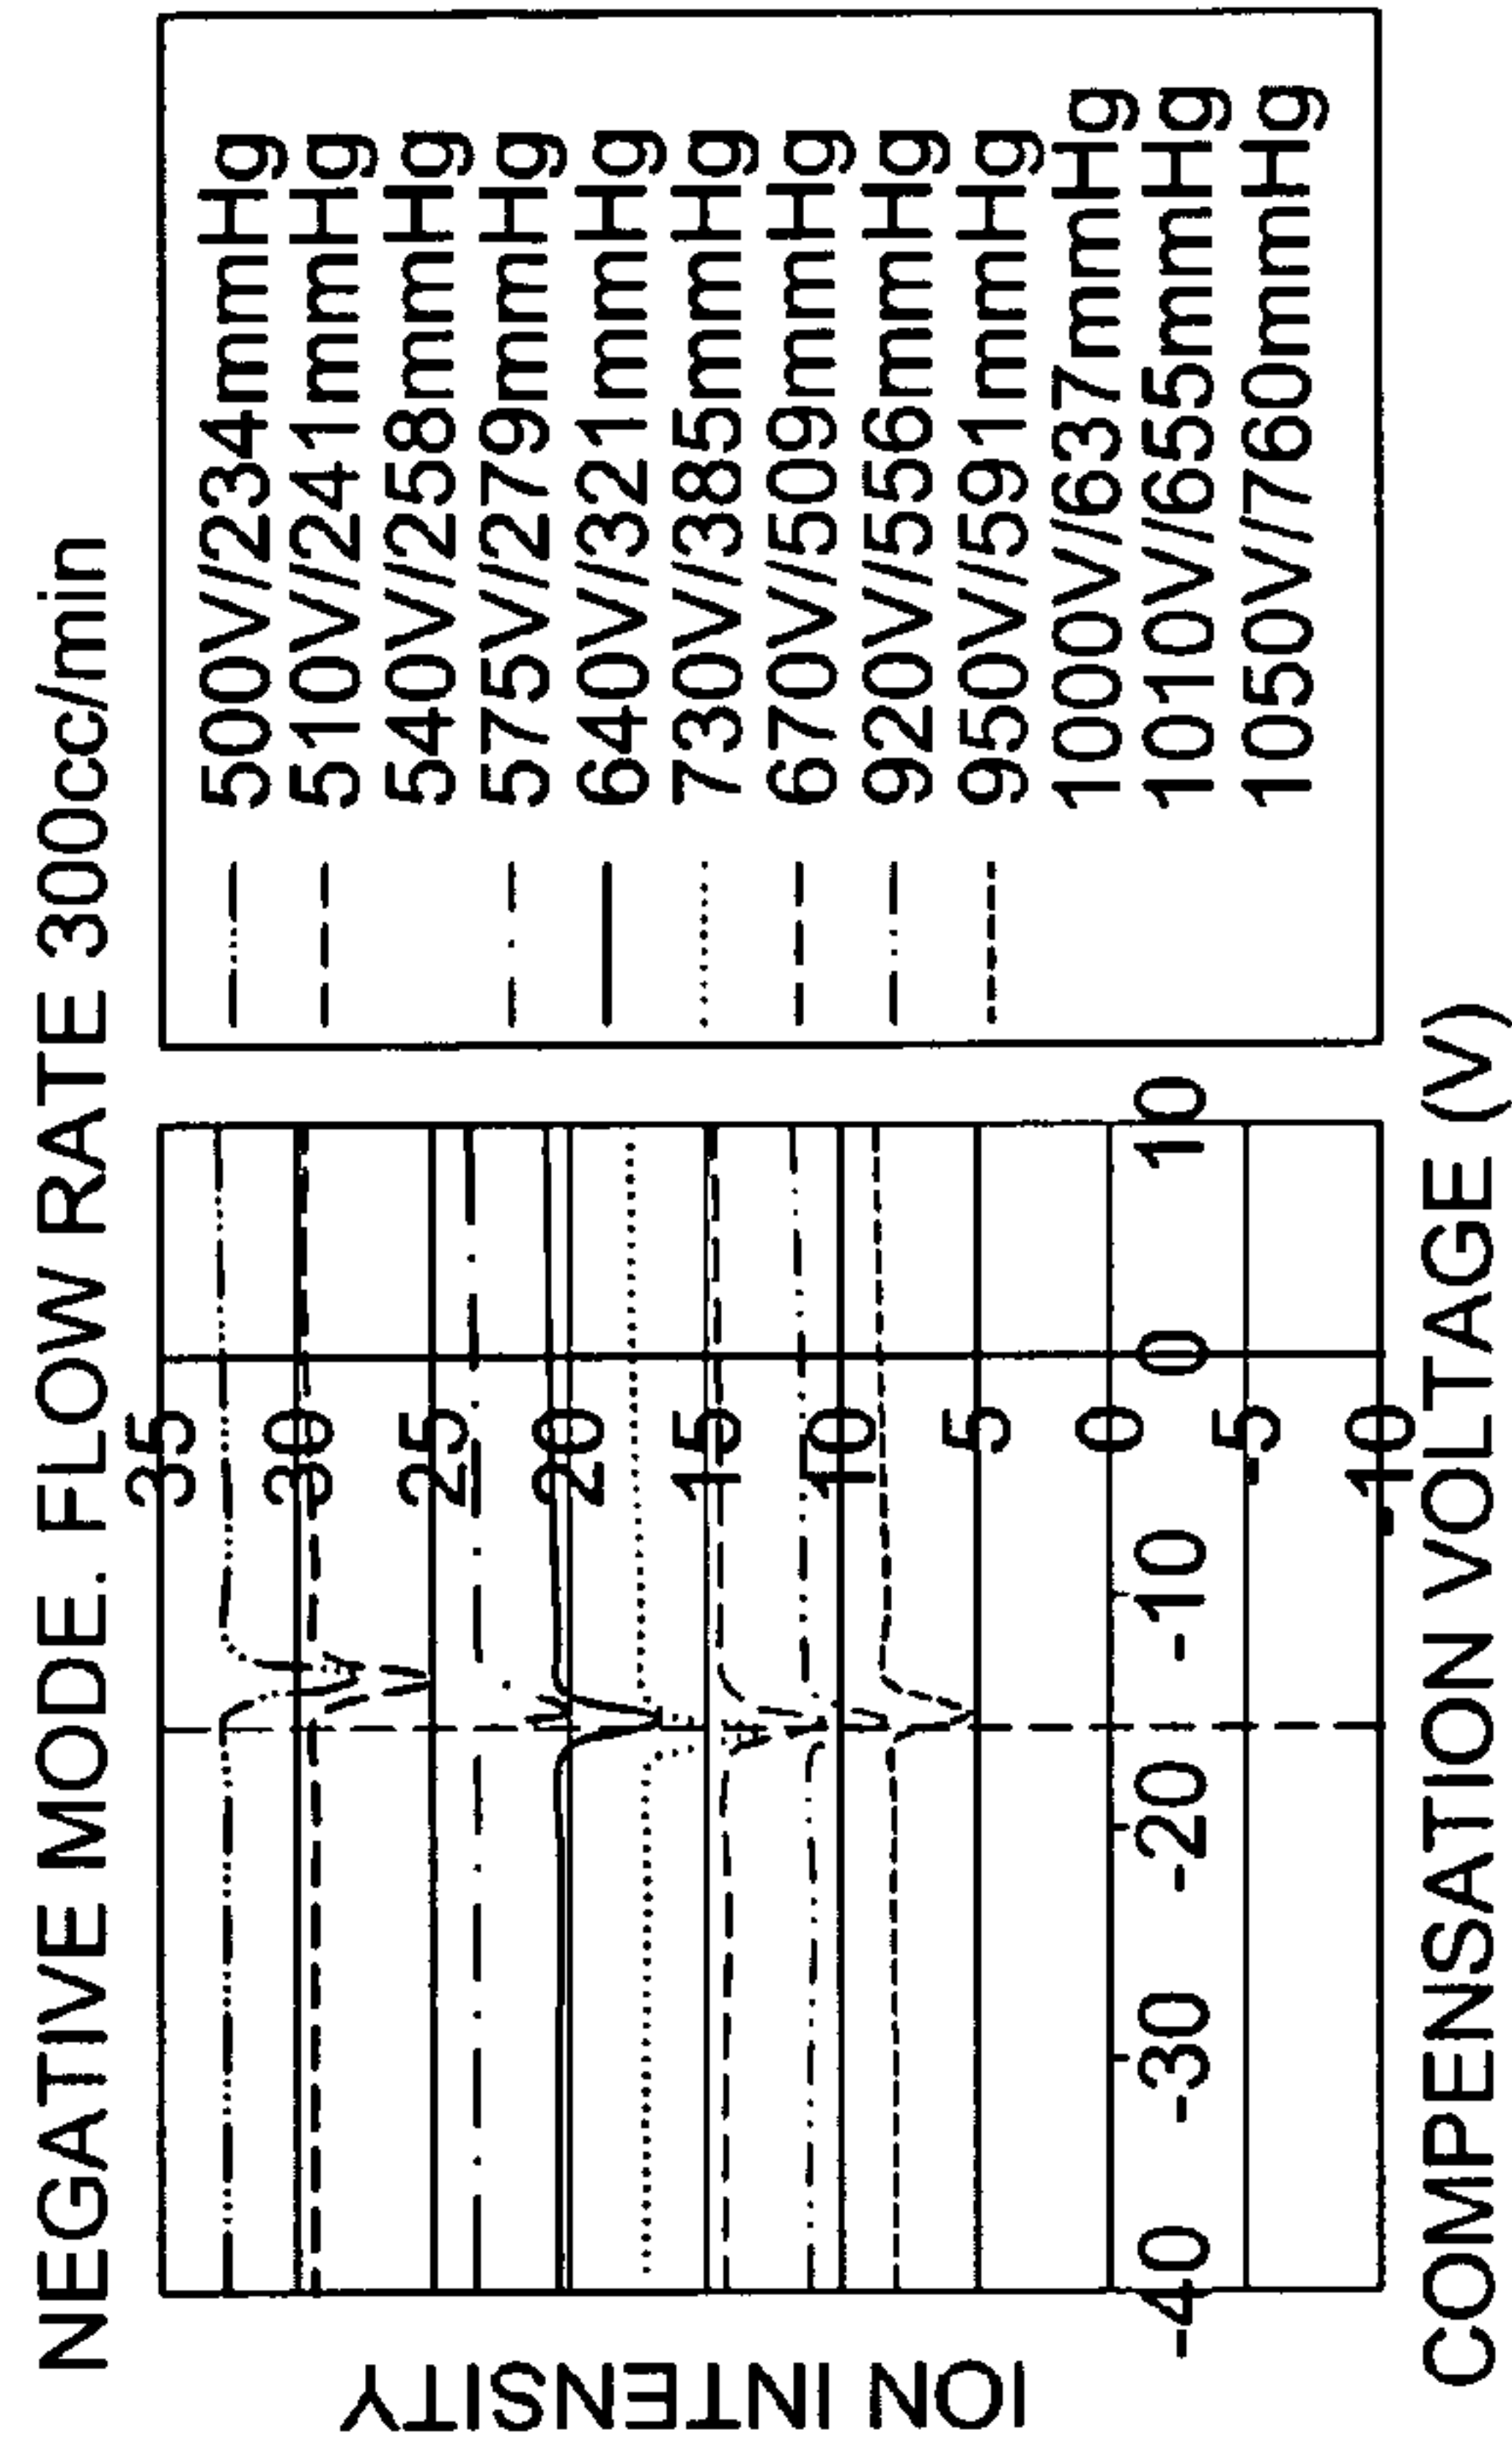 NEGATIVE MODE. FLOW RATE 300cc/min
ION INTENSITY
35
30
25
20
15
10
5
0
-5
-10
-40
-30
-20
-10
0
10
COMPENSATION VOLTAGE (V)
500V//234mmHg
510V//241mmHg
540V//258mmHg
575V//279mmHg
640V//321mmHg
730V//385mmHg
670V//509mmHg
920V//556mmHg
950V//591mmHg
1000V//637mmHg
1010V//655mmHg
1050V//760mmHg